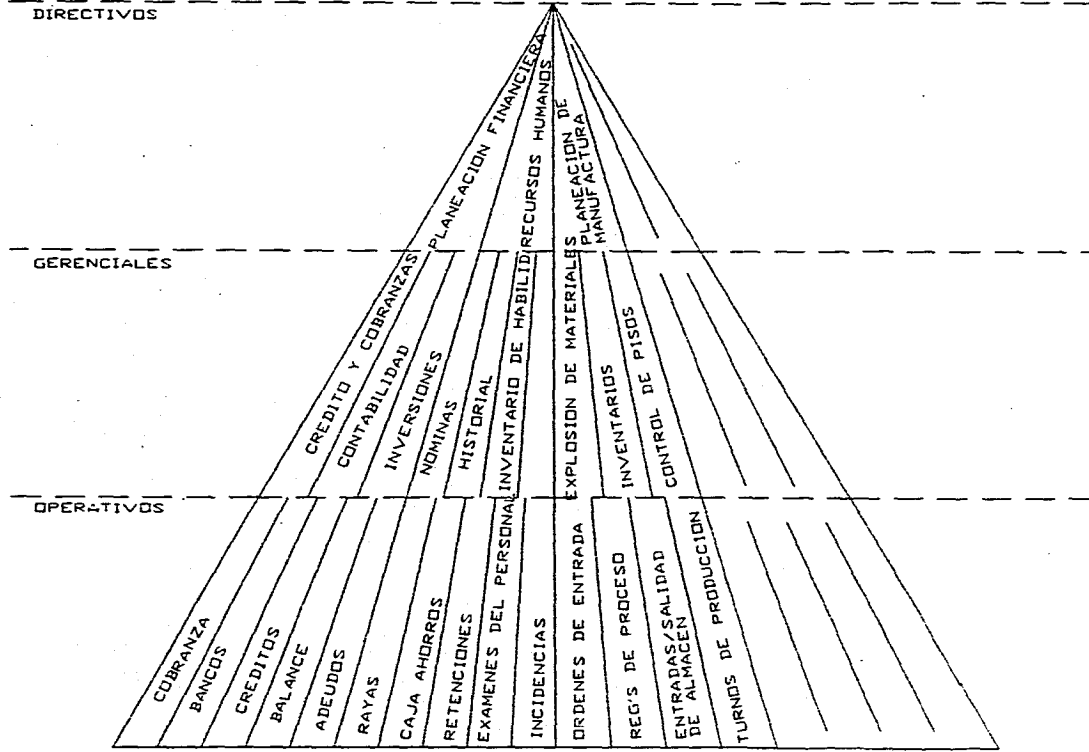 DIRECTIVOS
PLANEACION FINANCIERA
RECURSOS HUMANOS
PLANEACION DE
MANUFACTURA
GERENCIALES
CREDITO Y COBRANZAS
CONTABILIDAD
INVERSIONES
NOMINAS
HISTORIAL
INVENTARIO DE HABILID
EXPLOSION DE MATERIALES
INVENTARIOS
CONTROL DE PISOS
OPERATIVOS
COBRANZA
BANCOS
CREDITOS
BALANCE
ADEUDOS
RAYAS
CAJA AHORROS
RETENCIONES
EXAMENES DEL PERSONAL
INCIDENCIAS
ORDENES DE ENTRADA
REG'S DE PROCESO
ENTRADAS/SALIDAD
DE ALMACEN
TURNOS DE PRODUCCION